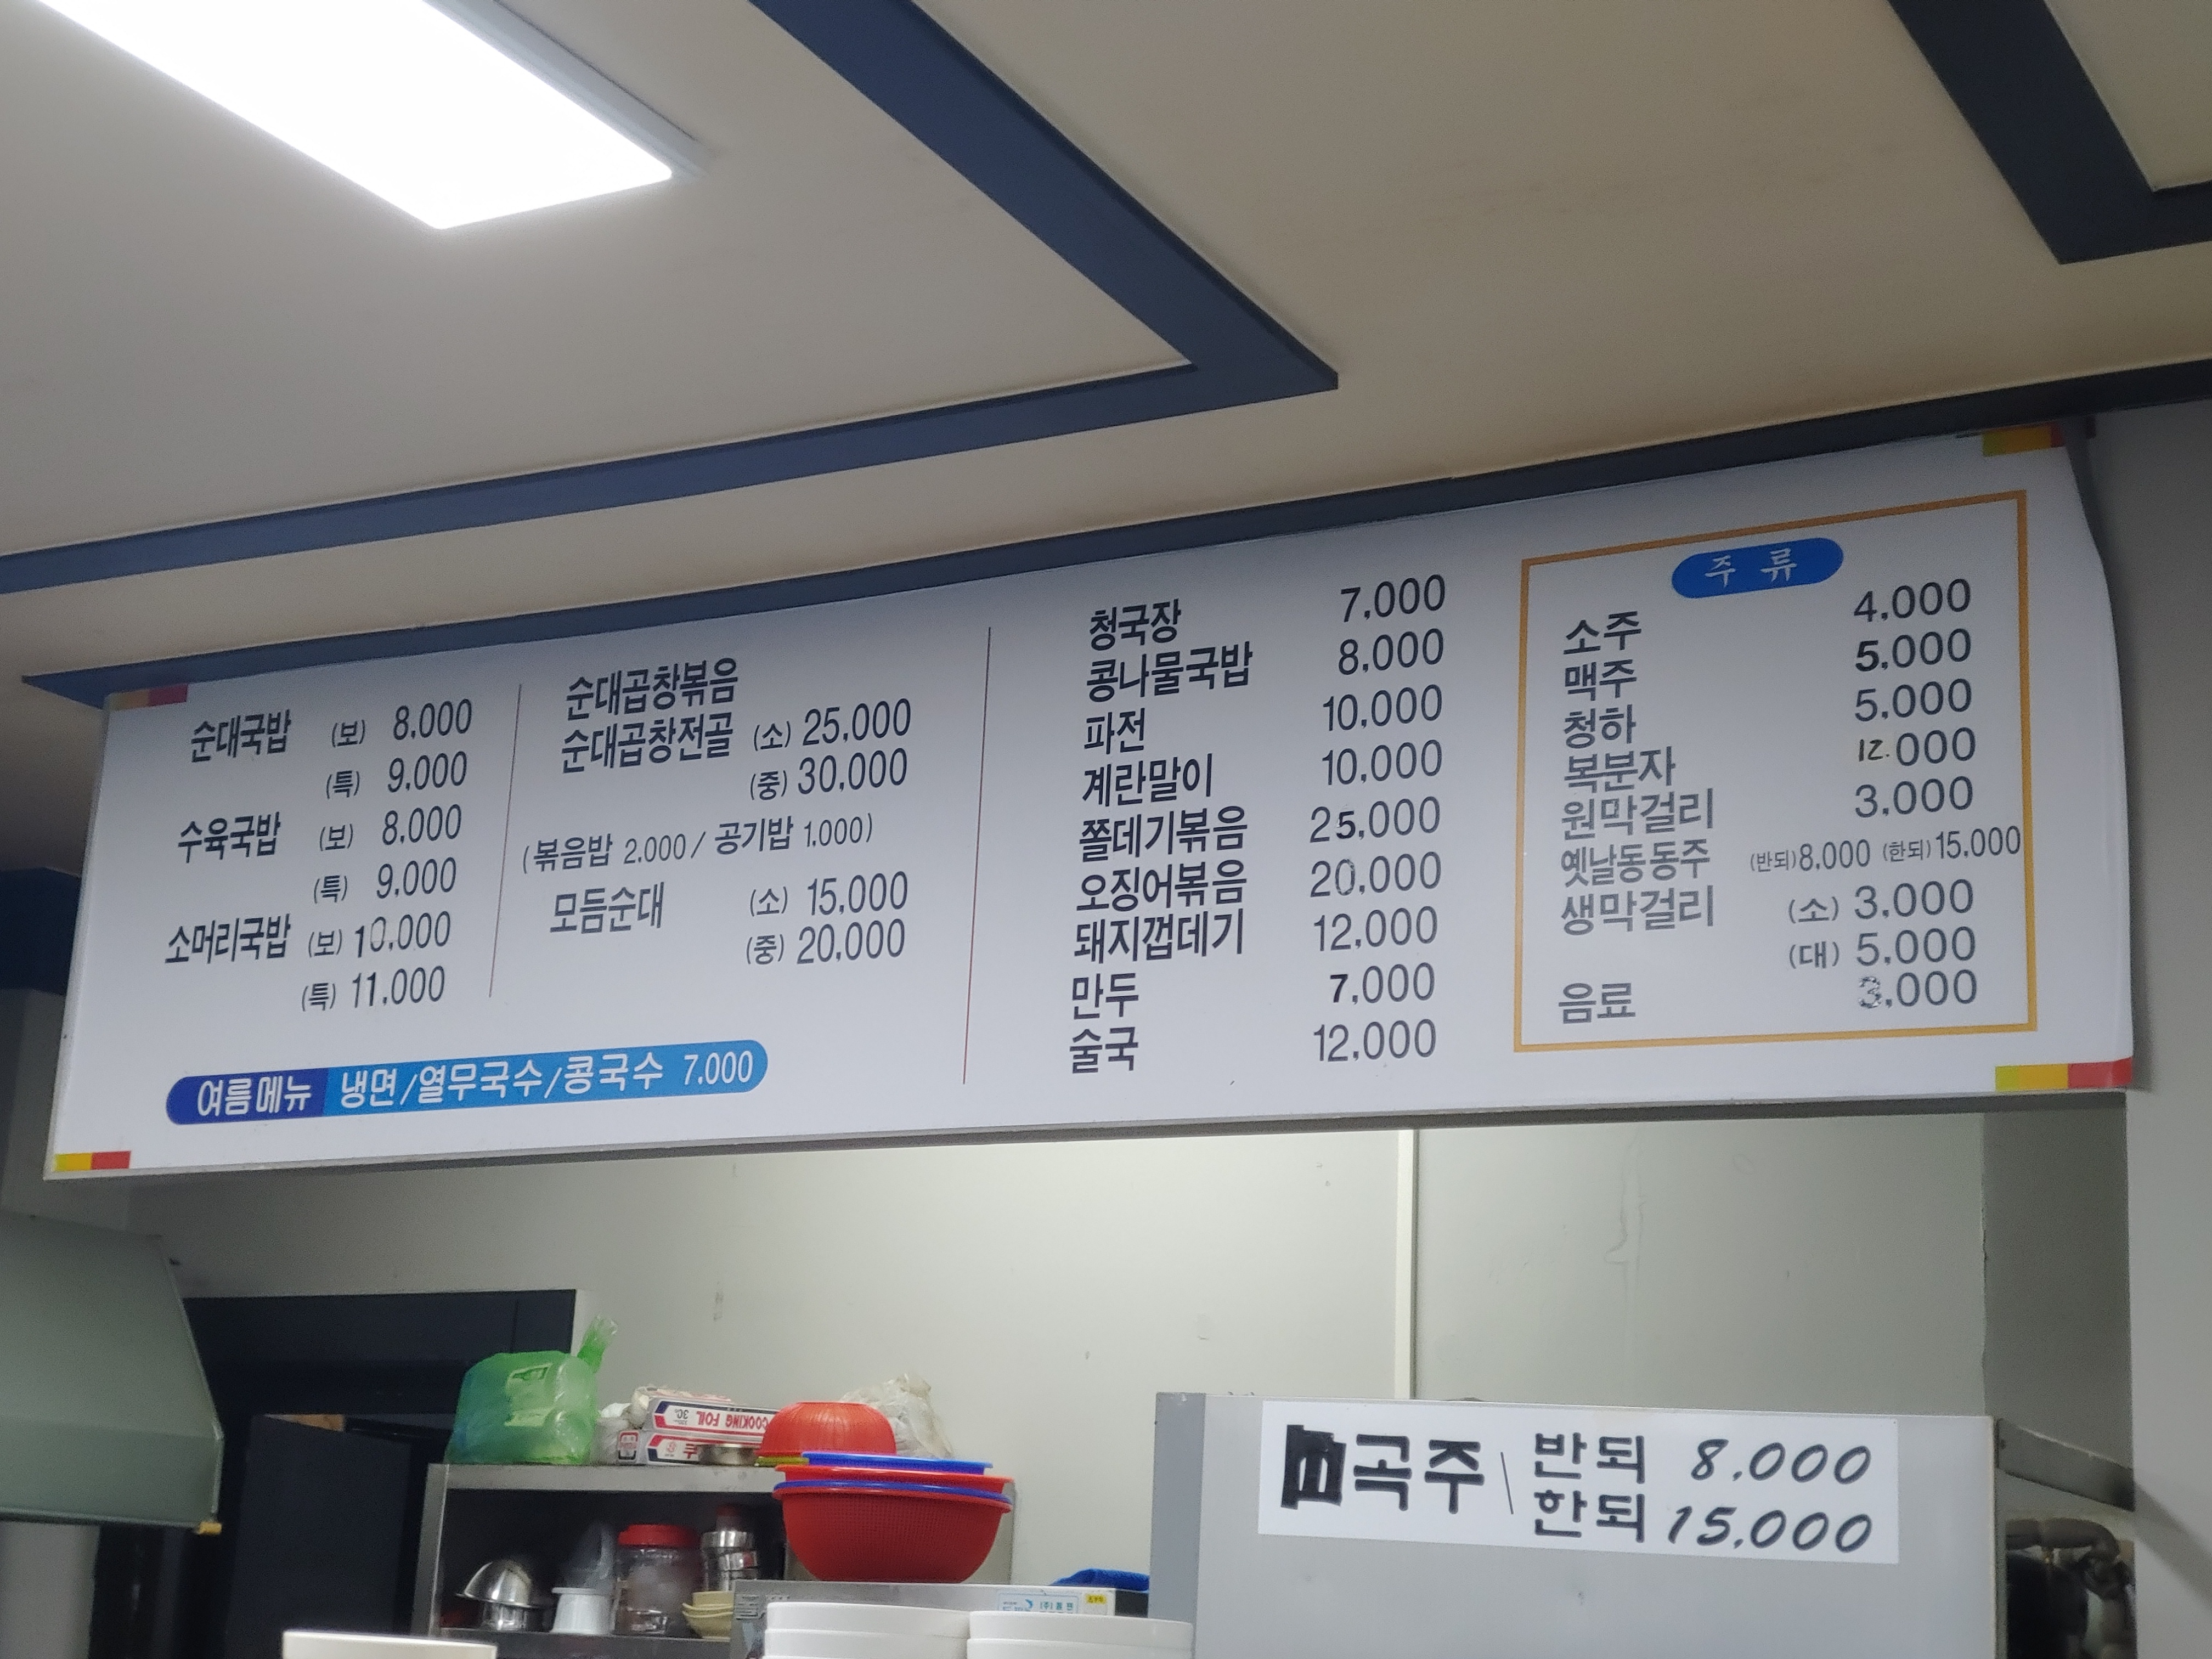 순대국밥 (보) 8,000
(특) 9,000
수육국밥 (보) 8,000
(특) 9,000
소머리국밥 (보) 10,000
(특) 11,000
순대곱창볶음
순대곱창전골 (소) 25,000
(중) 30,000
(볶음밥 2,000 / 공기밥 1,000)
모듬순대 (소) 15,000
(중) 20,000
여름메뉴 냉면/열무국수/콩국수 7,000
청국장 7,000
콩나물국밥 8,000
파전 10,000
계란말이 10,000
쫄데기볶음 25,000
오징어볶음 20,000
돼지껍데기 12,000
만두 7,000
술국 12,000
주 류
소주 4,000
맥주 5,000
청하 5,000
복분자 12.000
원막걸리 3,000
옛날동동주 (반되)8,000 (한되)15,000
생막걸리 (소) 3,000
(대) 5,000
음료 3,000
COOKING FOIL
곡주 \ 반되 8,000
한되 15,000